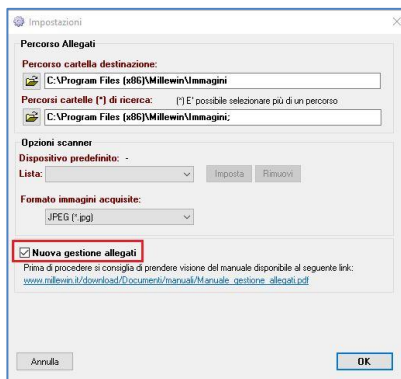 Impostazioni
Percorso Allegati
Percorso cartella destinazione:
C:\Program Files (x86)\Millewin\Immagini
Percorsi cartelle (*) di ricerca: (*) E' possibile selezionare più di un percorso
C:\Program Files (x86)\Millewin\Immagini;
Opzioni scanner
Dispositivo predefinito: -
Lista: Imposta Rimuovi
Formato immagini acquisite:
JPEG (*.jpg)
Nuova gestione allegati
Prima di procedere si consiglia di prendere visione del manuale disponibile al seguente link:
www.millewin.it/download/Documenti/manuali/Manuale_gestione_allegati.pdf
Annulla OK